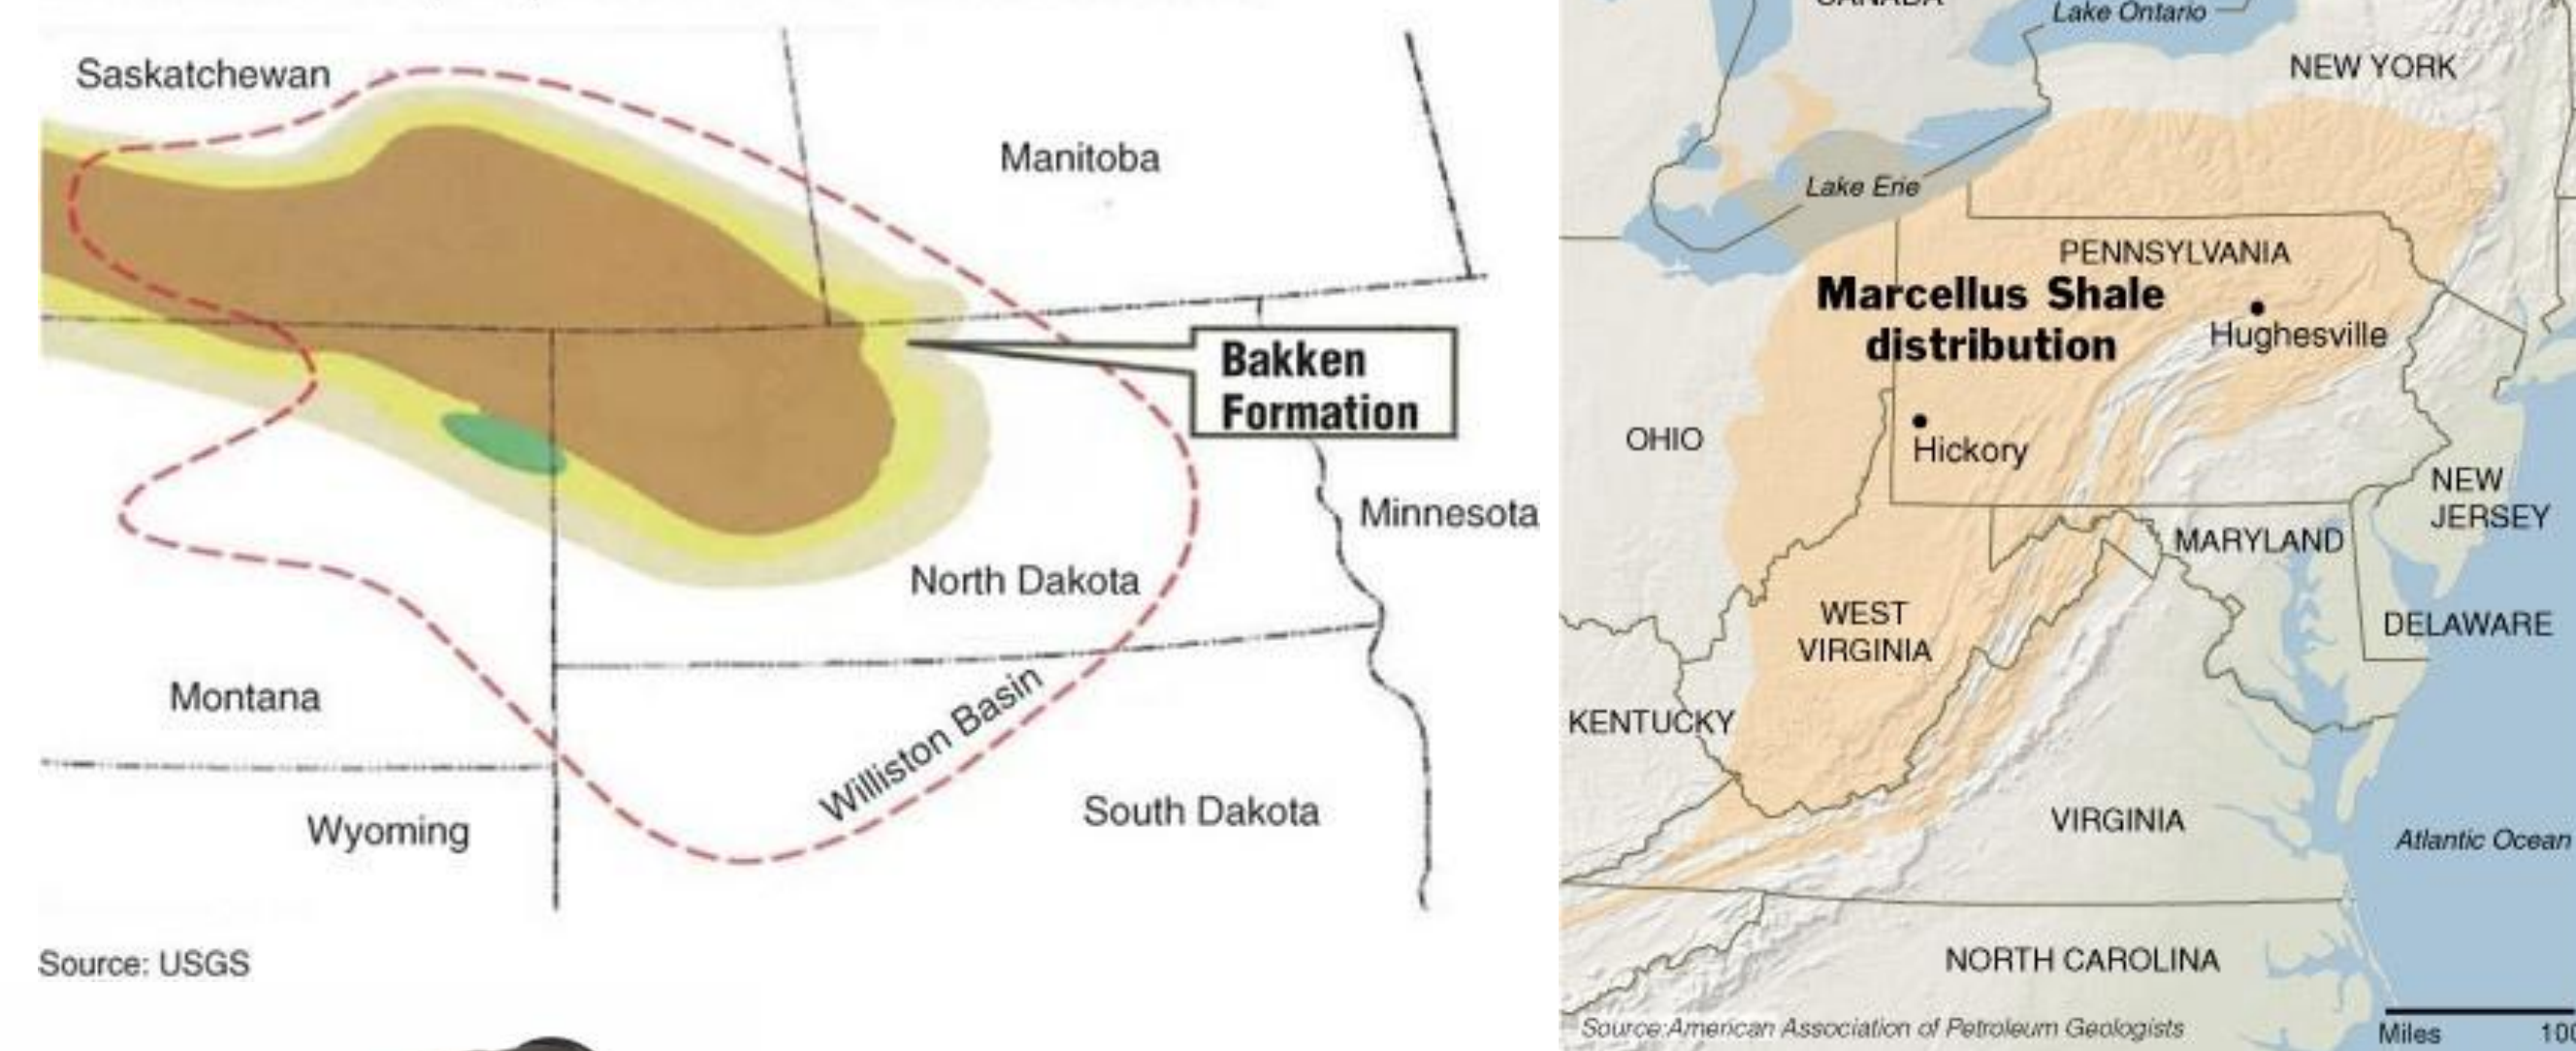 Saskatchewan
Manitoba
Bakken
Formation
Minnesota
North Dakota
Montana
Williston Basin
Wyoming
South Dakota
Source: USGS
CANADA
Lake Ontario
NEW YORK
Lake Erie
PENNSYLVANIA
Marcellus Shale
distribution
Hughesville
OHIO
Hickory
NEW
JERSEY
MARYLAND
WEST
VIRGINIA
DELAWARE
KENTUCKY
VIRGINIA
Atlantic Ocean
NORTH CAROLINA
Source:American Association of Petroleum Geologists
Miles